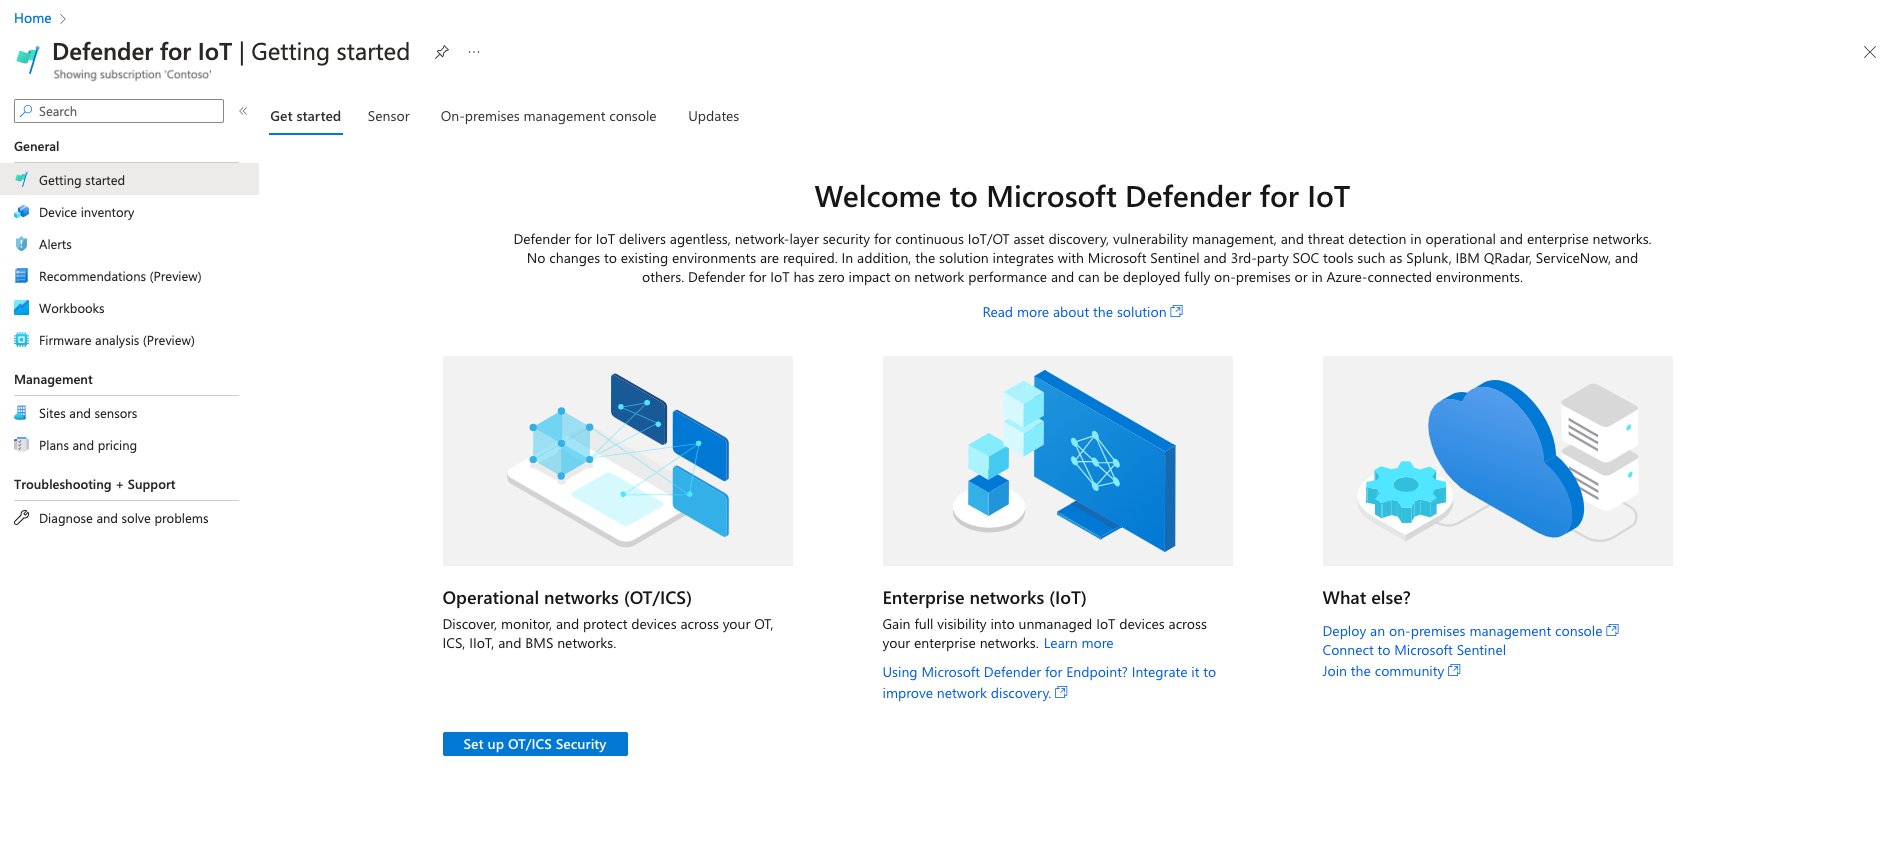 Home
Defender for IoT | Getting started
Showing subscription 'Contoso'
Search
General
Getting started
Device inventory
Alerts
Recommendations (Preview)
Workbooks
Firmware analysis (Preview)
Management
Sites and sensors
Plans and pricing
Troubleshooting + Support
Diagnose and solve problems
Get started Sensor On-premises management console Updates
Welcome to Microsoft Defender for IoT
Defender for IoT delivers agentless, network-layer security for continuous IoT/OT asset discovery, vulnerability management, and threat detection in operational and enterprise networks.
No changes to existing environments are required. In addition, the solution integrates with Microsoft Sentinel and 3rd-party SOC tools such as Splunk, IBM QRadar, ServiceNow, and
others. Defender for IoT has zero impact on network performance and can be deployed fully on-premises or in Azure-connected environments.
Read more about the solution
Operational networks (OT/ICS)
Discover, monitor, and protect devices across your OT,
ICS, IIoT, and BMS networks.
Set up OT/ICS Security
Enterprise networks (IoT)
Gain full visibility into unmanaged IoT devices across
your enterprise networks. Learn more
Using Microsoft Defender for Endpoint? Integrate it to
improve network discovery.
What else?
Deploy an on-premises management console
Connect to Microsoft Sentinel
Join the community